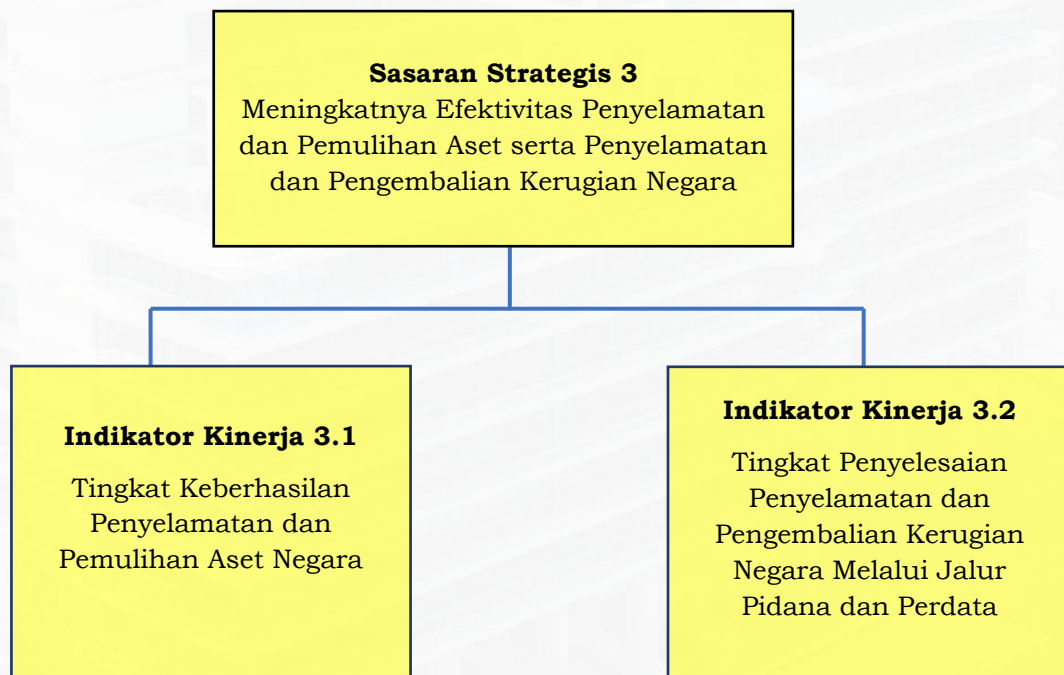 Sasaran Strategis 3
Meningkatnya Efektivitas Penyelamatan
dan Pemulihan Aset serta Penyelamatan
dan Pengembalian Kerugian Negara
Indikator Kinerja 3.1
Tingkat Keberhasilan
Penyelamatan dan
Pemulihan Aset Negara
Indikator Kinerja 3.2
Tingkat Penyelesaian
Penyelamatan dan
Pengembalian Kerugian
Negara Melalui Jalur
Pidana dan Perdata